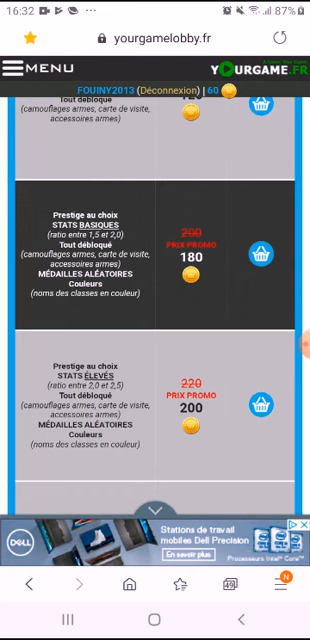 16:32 87%
yourgamelobby.fr
MENU YOURGAME.FR
FOUINY2013 (Déconnexion) | 60
Tout débloqué
(camouflages armes, carte de visite,
accessoires armes)
Prestige au choix
STATS BASIQUES
(ratio entre 1,5 et 2,0)
Tout débloqué
(camouflages armes, carte de visite,
accessoires armes)
MÉDAILLES ALÉATOIRES
Couleurs
(noms des classes en couleur)
200
PRIX PROMO
180
Prestige au choix
STATS ÉLEVÉS
(ratio entre 2,0 et 2,5)
Tout débloqué
(camouflages armes, carte de visite,
accessoires armes)
MÉDAILLES ALÉATOIRES
Couleurs
(noms des classes en couleur)
220
PRIX PROMO
200
DELL
Stations de travail
mobiles Dell Precision
En savoir plus
Processeurs Intel® Core™
49
N